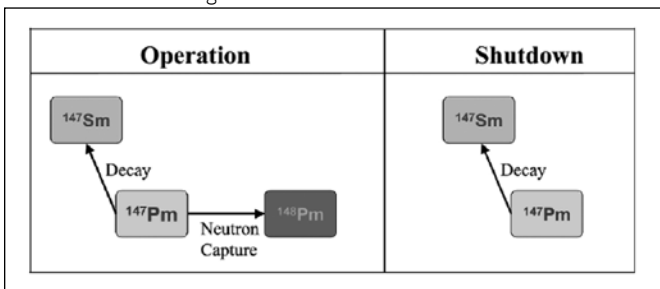 Operation
Shutdown
¹⁴⁷Sm
Decay
¹⁴⁷Pm
¹⁴⁸Pm
Neutron
Capture
¹⁴⁷Sm
Decay
¹⁴⁷Pm